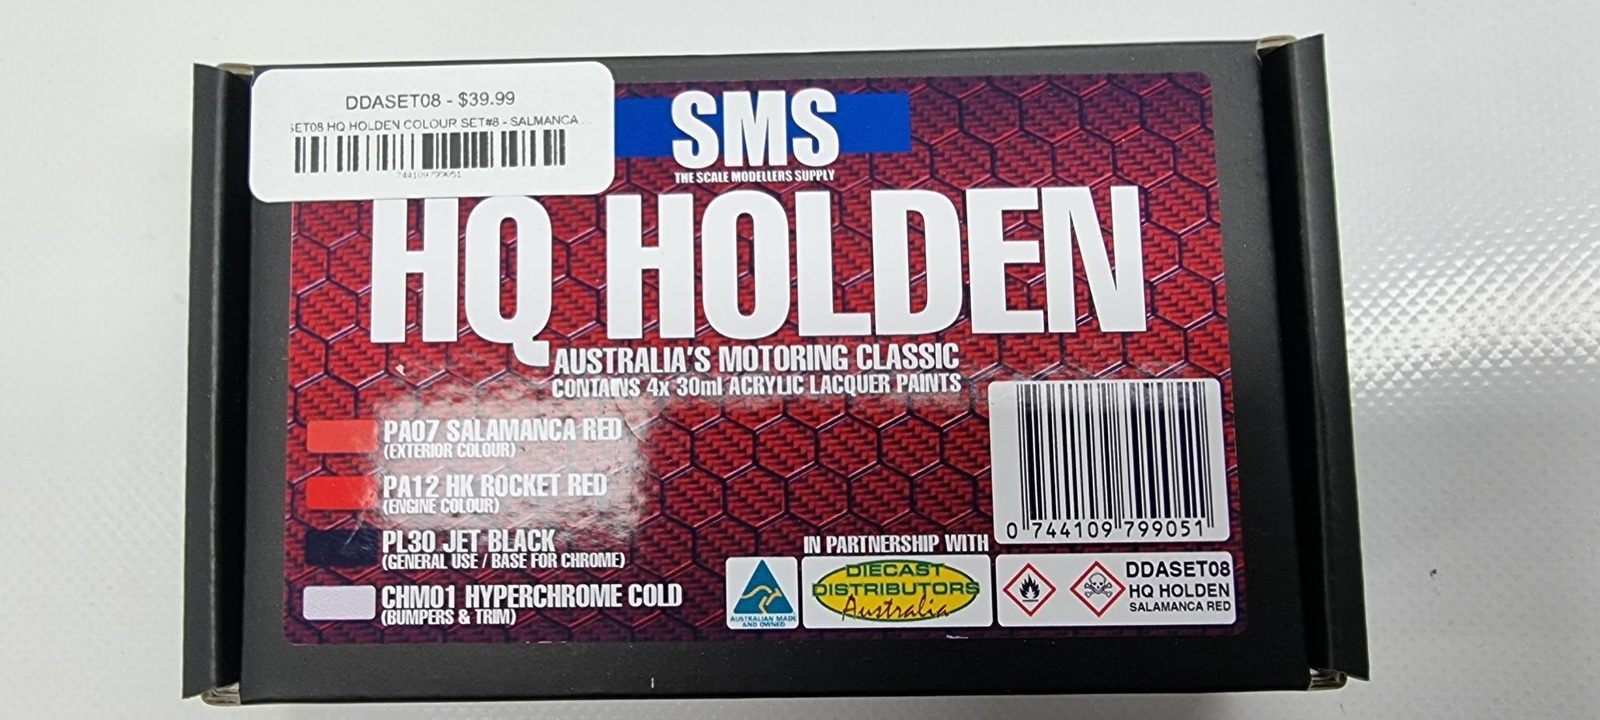 DDASET08 - $39.99
SET08 HQ HOLDEN COLOUR SET#8 - SALMANCA ...
744109799051
SMS
THE SCALE MODELLERS SUPPLY
HQ HOLDEN
AUSTRALIA'S MOTORING CLASSIC
CONTAINS 4x 30ml ACRYLIC LACQUER PAINTS
PA07 SALAMANCA RED
(EXTERIOR COLOUR)
PA12 HK ROCKET RED
(ENGINE COLOUR)
PL30 JET BLACK
(GENERAL USE / BASE FOR CHROME)
CHM01 HYPERCHROME COLD
(BUMPERS & TRIM)
0 744109 799051
IN PARTNERSHIP WITH
AUSTRALIAN MADE
AND OWNED
DIECAST
DISTRIBUTORS
Australia
DDASET08
HQ HOLDEN
SALAMANCA RED